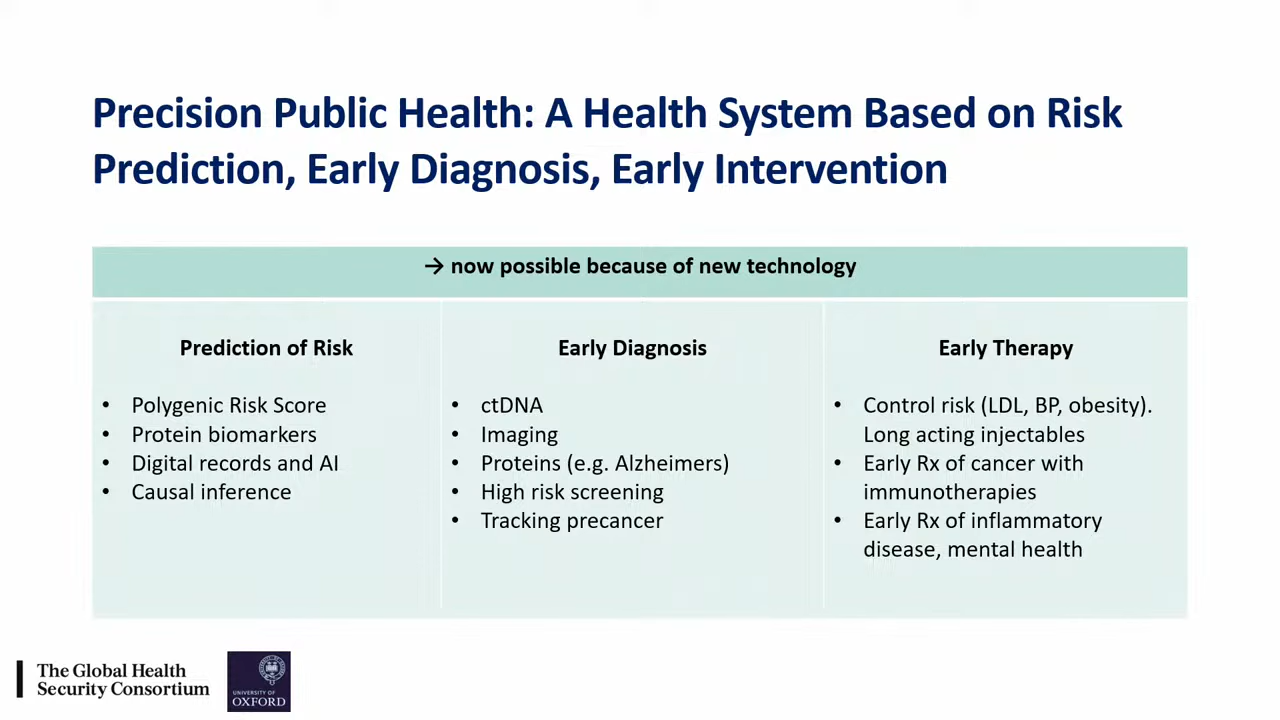 Precision Public Health: A Health System Based on Risk
Prediction, Early Diagnosis, Early Intervention
→ now possible because of new technology
Prediction of Risk
• Polygenic Risk Score
• Protein biomarkers
• Digital records and AI
• Causal inference
Early Diagnosis
• ctDNA
• Imaging
• Proteins (e.g. Alzheimers)
• High risk screening
• Tracking precancer
Early Therapy
• Control risk (LDL, BP, obesity).
Long acting injectables
• Early Rx of cancer with
immunotherapies
• Early Rx of inflammatory
disease, mental health
The Global Health
Security Consortium
UNIVERSITY OF
OXFORD